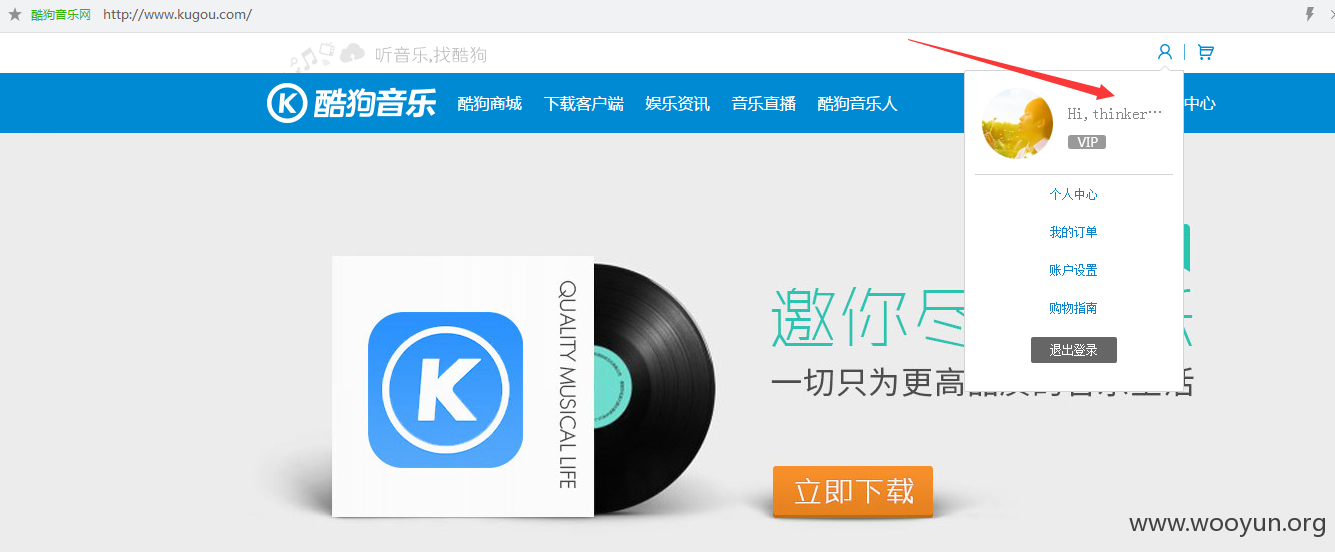 酷狗音乐网 http://www.kugou.com/
听音乐,找酷狗
K 酷狗音乐 酷狗商城 下载客户端 娱乐资讯 音乐直播 酷狗音乐人 中心
Hi, thinker…
VIP
个人中心
我的订单
账户设置
购物指南
退出登录
QUALITY MUSICAL LIFE
K
邀你尽
一切只为更高
生活
立即下载
www.wooyun.org